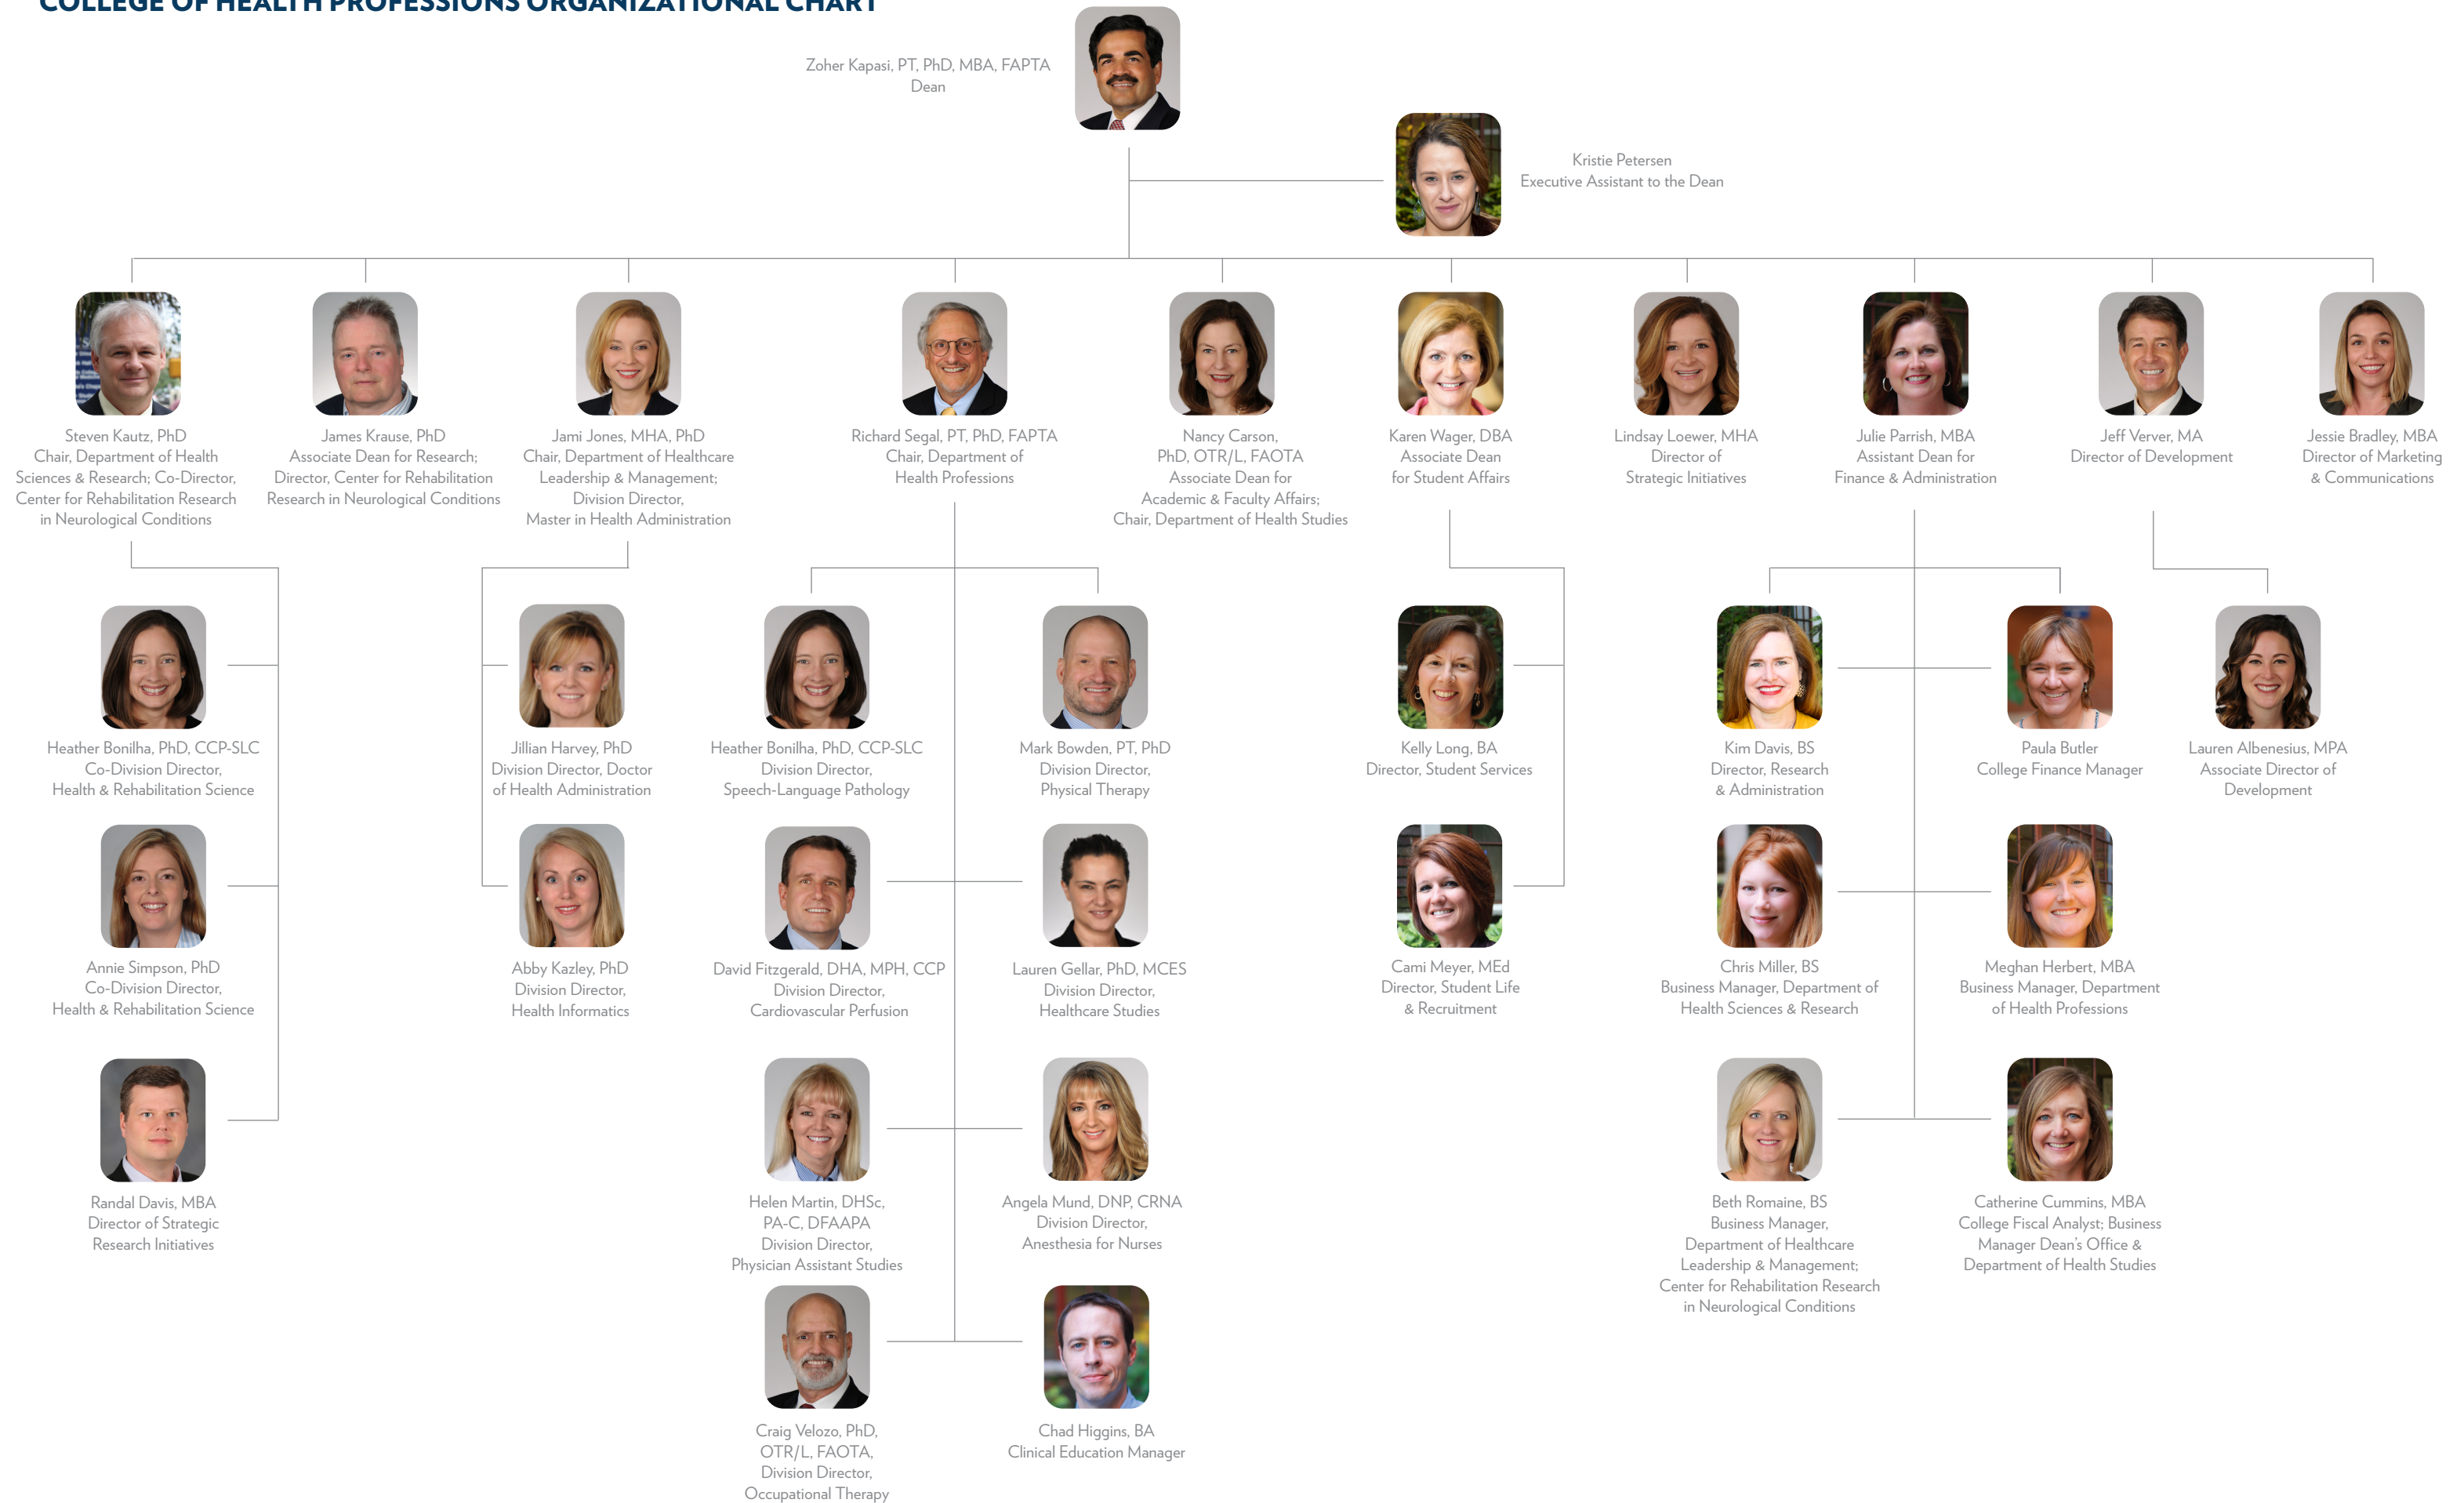 COLLEGE OF HEALTH PROFESSIONS ORGANIZATIONAL CHART
Zoher Kapasi, PT, PhD, MBA, FAPTA
Dean
Kristie Petersen
Executive Assistant to the Dean
Steven Kautz, PhD
Chair, Department of Health
Sciences & Research; Co-Director,
Center for Rehabilitation Research
in Neurological Conditions
James Krause, PhD
Associate Dean for Research;
Director, Center for Rehabilitation
Research in Neurological Conditions
Jami Jones, MHA, PhD
Chair, Department of Healthcare
Leadership & Management;
Division Director,
Master in Health Administration
Richard Segal, PT, PhD, FAPTA
Chair, Department of
Health Professions
Nancy Carson,
PhD, OTR/L, FAOTA
Associate Dean for
Academic & Faculty Affairs;
Chair, Department of Health Studies
Karen Wager, DBA
Associate Dean
for Student Affairs
Lindsay Loewer, MHA
Director of
Strategic Initiatives
Julie Parrish, MBA
Assistant Dean for
Finance & Administration
Jeff Verver, MA
Director of Development
Jessie Bradley, MBA
Director of Marketing
& Communications
Heather Bonilha, PhD, CCP-SLC
Co-Division Director,
Health & Rehabilitation Science
Jillian Harvey, PhD
Division Director, Doctor
of Health Administration
Heather Bonilha, PhD, CCP-SLC
Division Director,
Speech-Language Pathology
Mark Bowden, PT, PhD
Division Director,
Physical Therapy
Kelly Long, BA
Director, Student Services
Kim Davis, BS
Director, Research
& Administration
Paula Butler
College Finance Manager
Lauren Albenesius, MPA
Associate Director of
Development
Annie Simpson, PhD
Co-Division Director,
Health & Rehabilitation Science
Abby Kazley, PhD
Division Director,
Health Informatics
David Fitzgerald, DHA, MPH, CCP
Division Director,
Cardiovascular Perfusion
Lauren Gellar, PhD, MCES
Division Director,
Healthcare Studies
Cami Meyer, MEd
Director, Student Life
& Recruitment
Chris Miller, BS
Business Manager, Department of
Health Sciences & Research
Meghan Herbert, MBA
Business Manager, Department
of Health Professions
Randal Davis, MBA
Director of Strategic
Research Initiatives
Helen Martin, DHSc,
PA-C, DFAAPA
Division Director,
Physician Assistant Studies
Angela Mund, DNP, CRNA
Division Director,
Anesthesia for Nurses
Beth Romaine, BS
Business Manager,
Department of Healthcare
Leadership & Management;
Center for Rehabilitation Research
in Neurological Conditions
Catherine Cummins, MBA
College Fiscal Analyst; Business
Manager Dean's Office &
Department of Health Studies
Craig Velozo, PhD,
OTR/L, FAOTA,
Division Director,
Occupational Therapy
Chad Higgins, BA
Clinical Education Manager